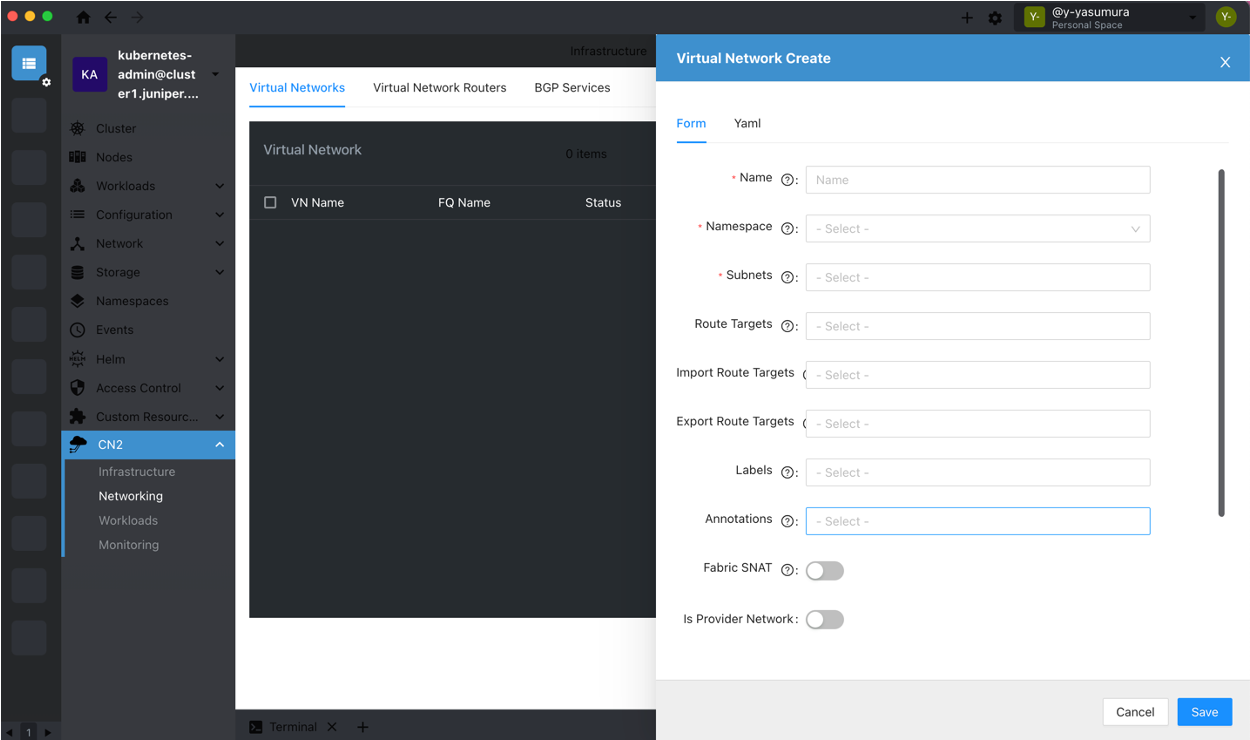 Y-
@y-yasumura
Personal Space
Y-
KA
kubernetes-
admin@clust
er1.juniper....
Cluster
Nodes
Workloads
Configuration
Network
Storage
Namespaces
Events
HELM
Helm
Access Control
Custom Resourc...
CN2
Infrastructure
Networking
Workloads
Monitoring
1
Infrastructure
Virtual Networks
Virtual Network Routers
BGP Services
Virtual Network
0 items
VN Name
FQ Name
Status
Terminal
Virtual Network Create
Form
Yaml
* Name ? :
Name
* Namespace ? :
- Select -
* Subnets ? :
- Select -
Route Targets ? :
- Select -
Import Route Targets
- Select -
Export Route Targets
- Select -
Labels ? :
- Select -
Annotations ? :
- Select -
Fabric SNAT ? :
Is Provider Network :
Cancel
Save